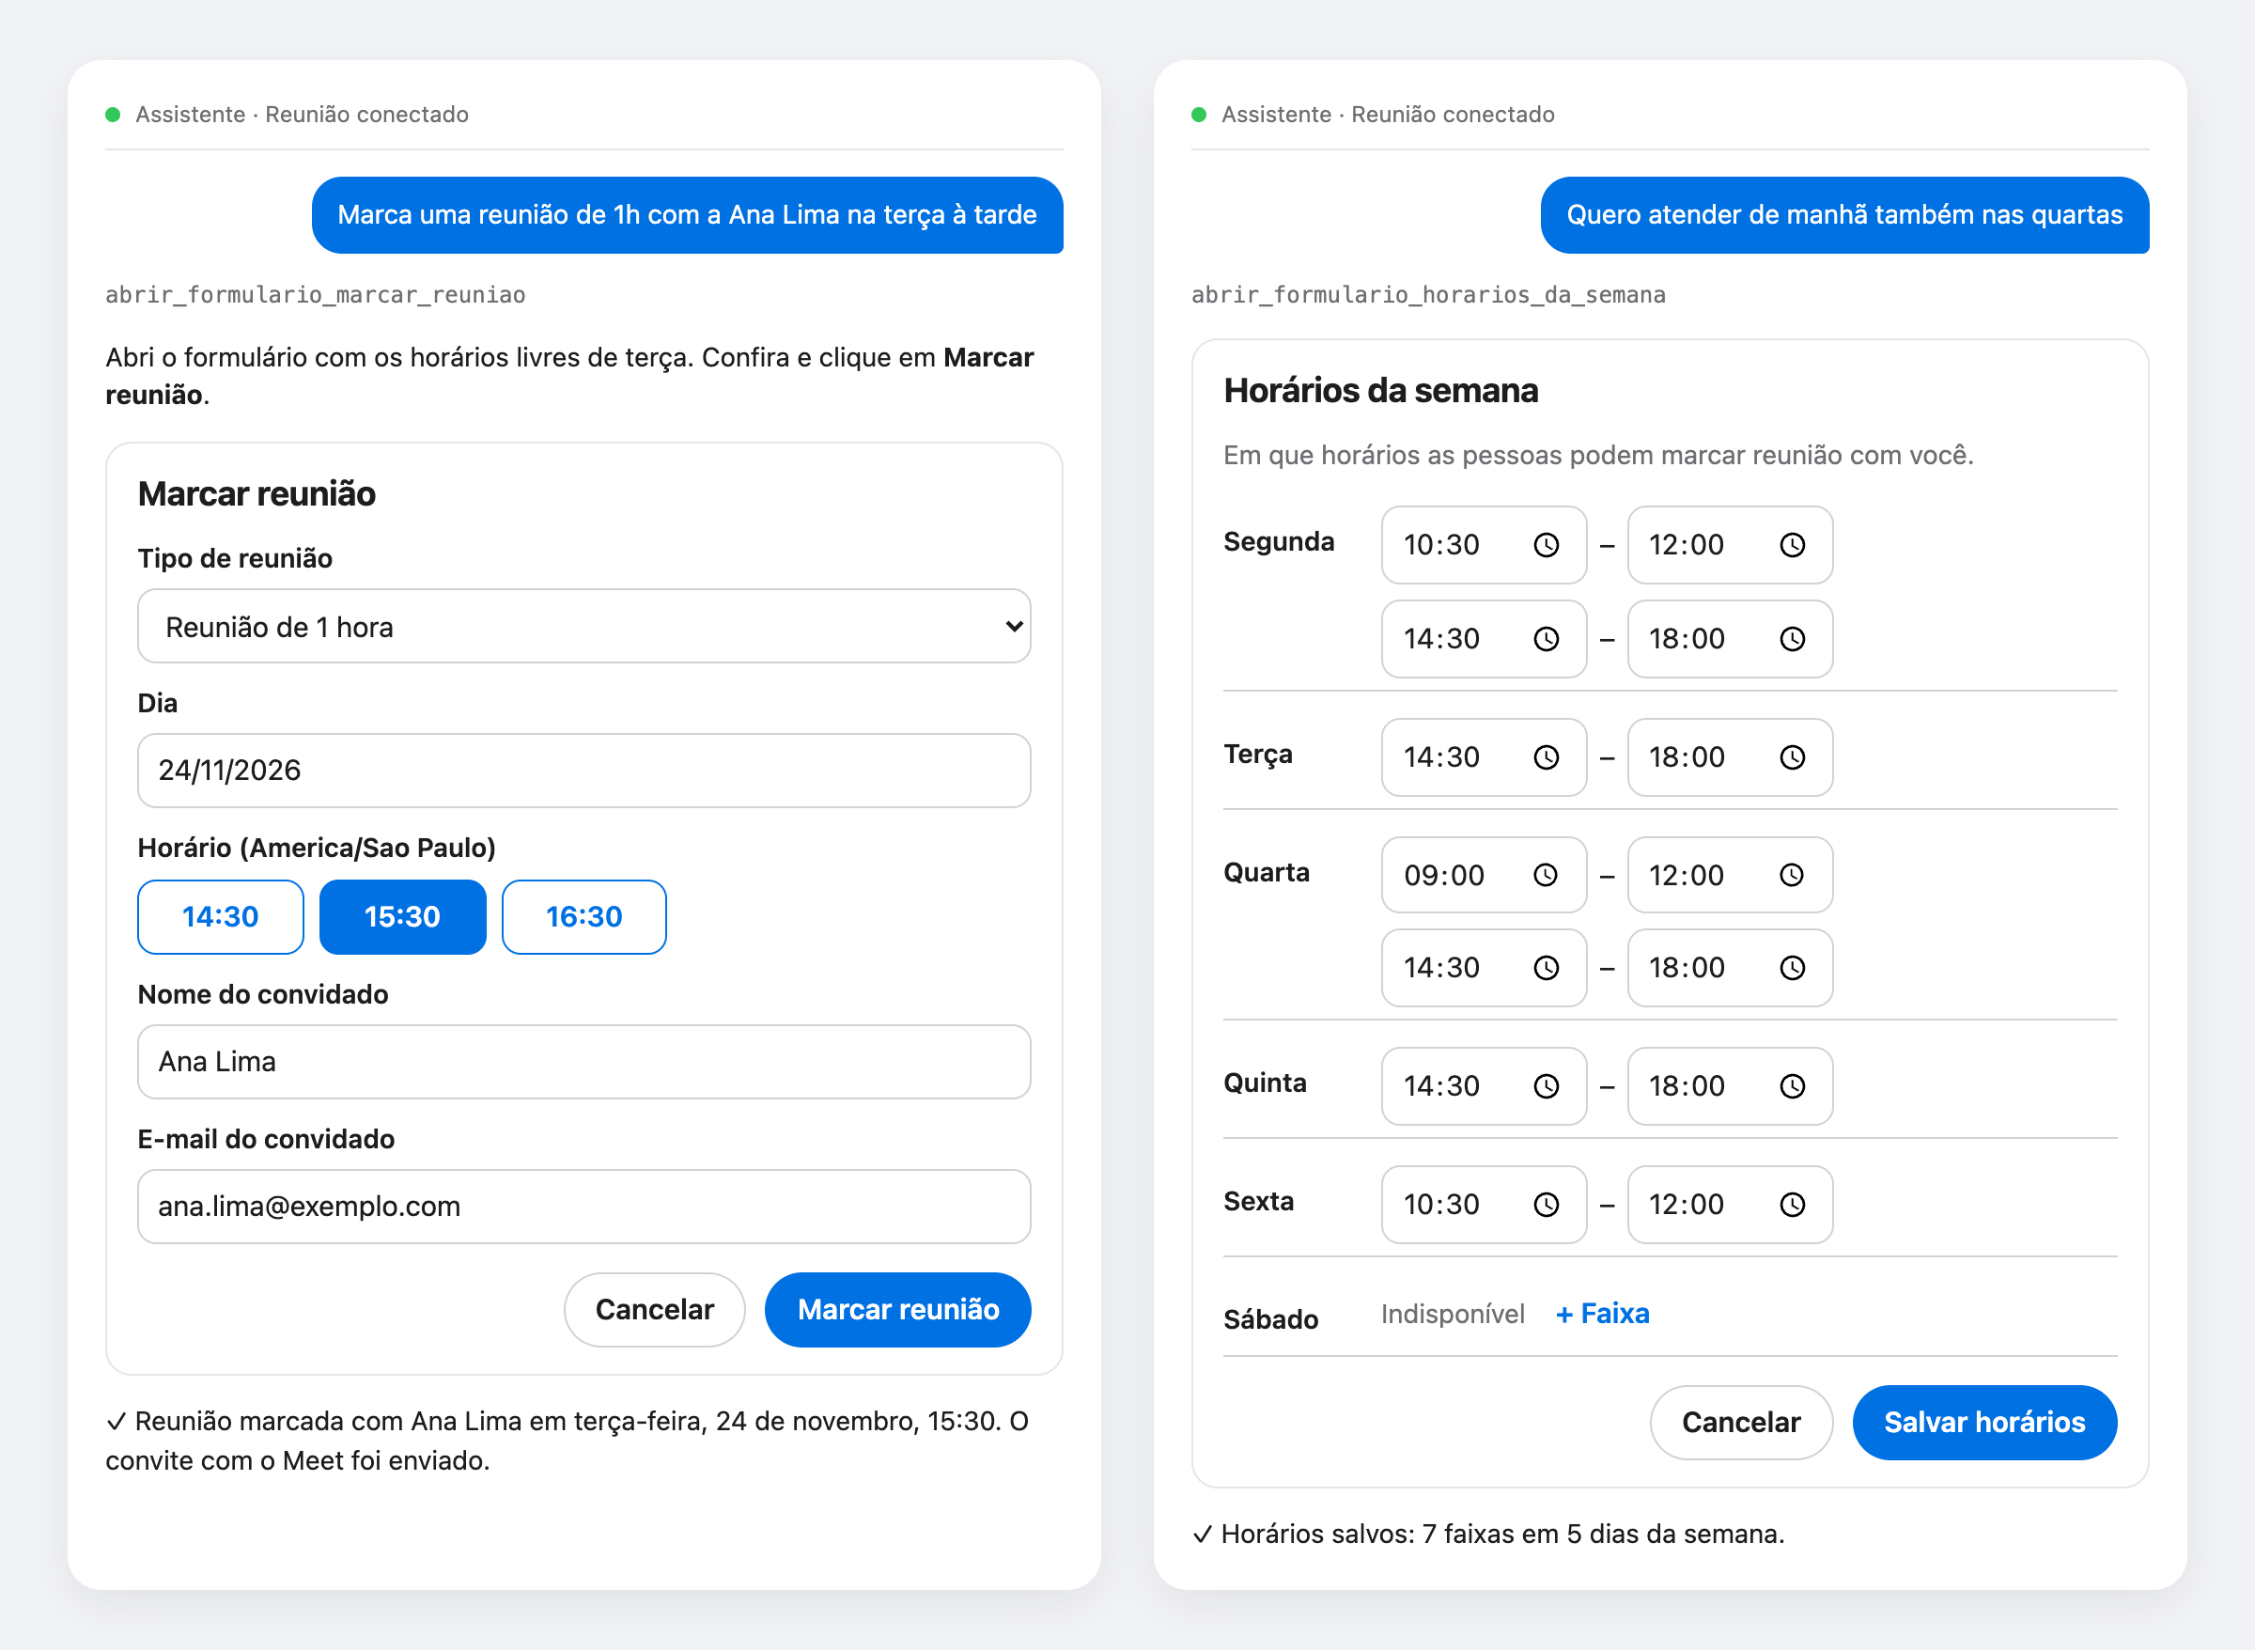 Assistente · Reunião conectado
Marca uma reunião de 1h com a Ana Lima na terça à tarde
abrir_formulario_marcar_reuniao
Abri o formulário com os horários livres de terça. Confira e clique em Marcar
reunião.
Marcar reunião
Tipo de reunião
Reunião de 1 hora
Dia
24/11/2026
Horário (America/Sao Paulo)
14:30 15:30 16:30
Nome do convidado
Ana Lima
E-mail do convidado
ana.lima@exemplo.com
Cancelar Marcar reunião
✓ Reunião marcada com Ana Lima em terça-feira, 24 de novembro, 15:30. O
convite com o Meet foi enviado.
Assistente · Reunião conectado
Quero atender de manhã também nas quartas
abrir_formulario_horarios_da_semana
Horários da semana
Em que horários as pessoas podem marcar reunião com você.
Segunda 10:30 – 12:00
14:30 – 18:00
Terça 14:30 – 18:00
Quarta 09:00 – 12:00
14:30 – 18:00
Quinta 14:30 – 18:00
Sexta 10:30 – 12:00
Sábado Indisponível + Faixa
Cancelar Salvar horários
✓ Horários salvos: 7 faixas em 5 dias da semana.